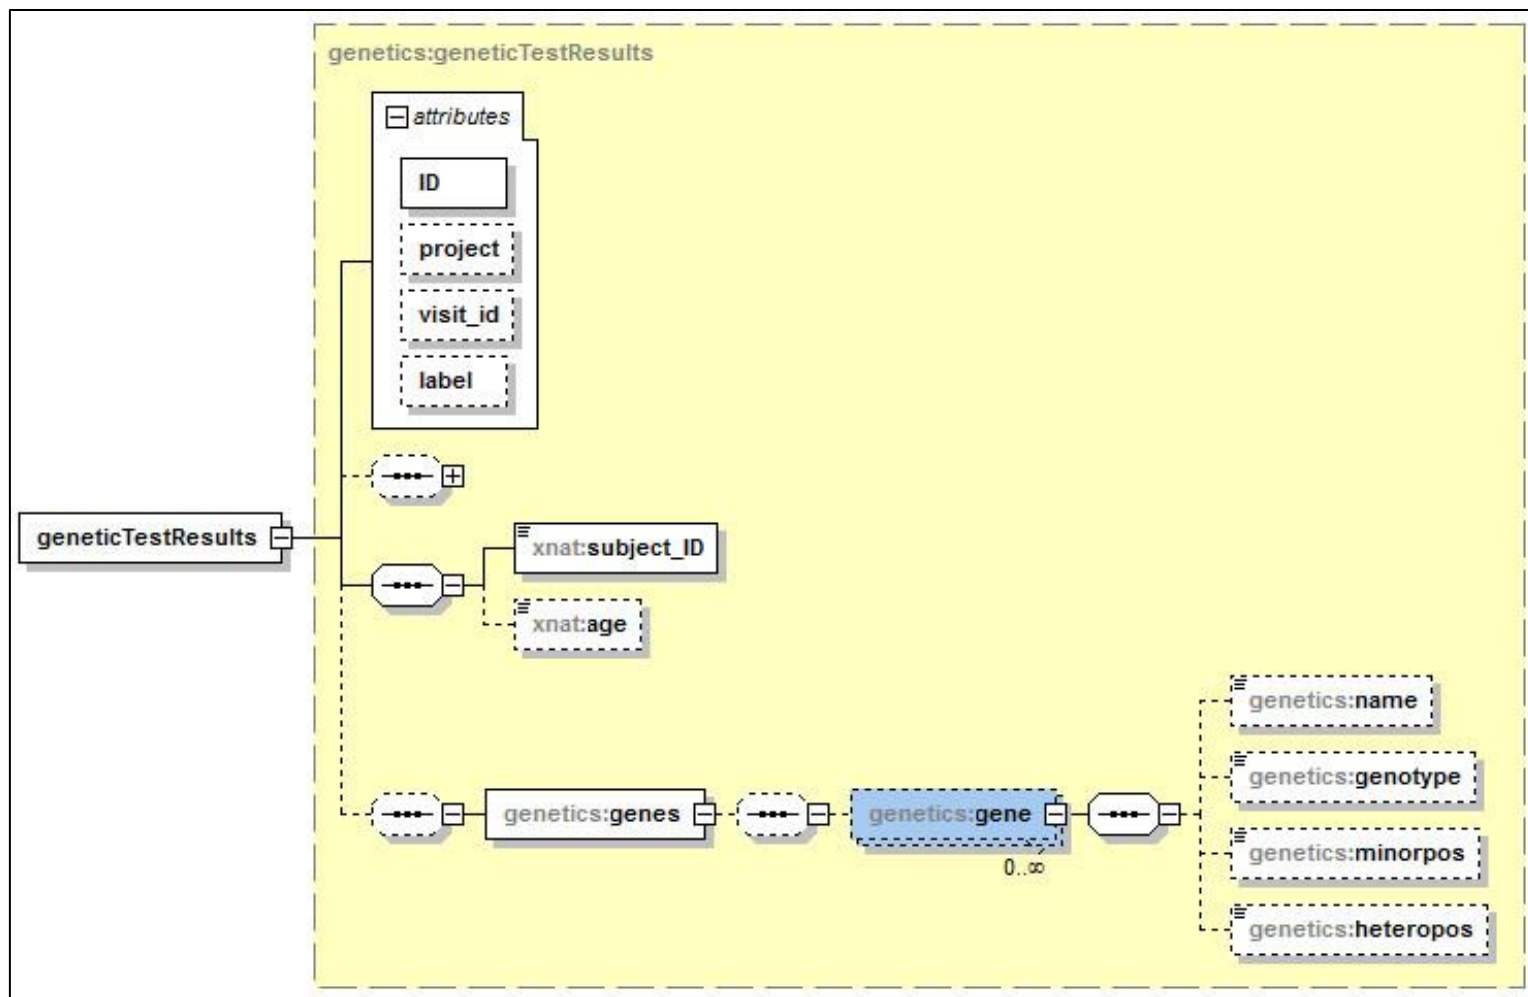 genetics:geneticTestResults
attributes
ID
project
visit_id
label
geneticTestResults
xnat:subject_ID
xnat:age
genetics:name
genetics:genotype
genetics:genes
genetics:gene
0..∞
genetics:minorpos
genetics:heteropos